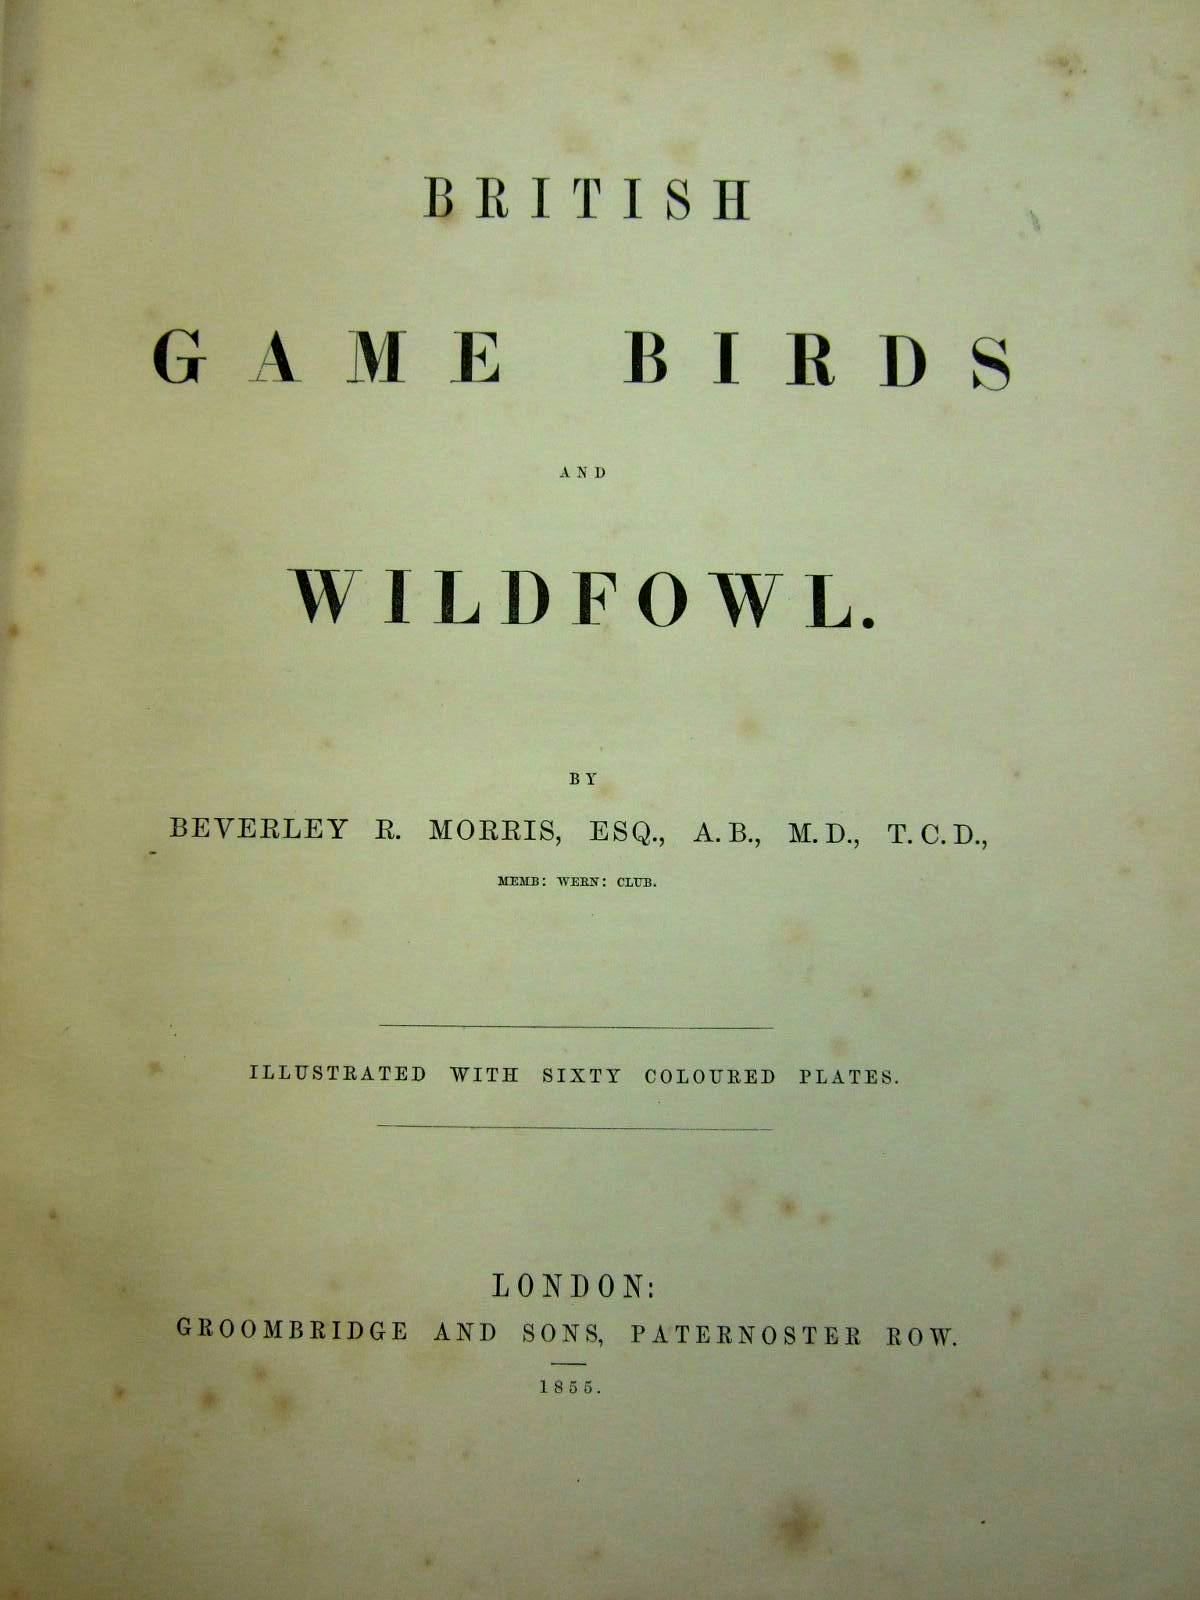 BRITISH
GAME BIRDS
AND
WILDFOWL.
BY
BEVERLEY R. MORRIS, ESQ., A.B., M.D., T.C.D.,
MEMB: WERN: CLUB.
ILLUSTRATED WITH SIXTY COLOURED PLATES.
LONDON:
GROOMBRIDGE AND SONS, PATERNOSTER ROW.
1855.